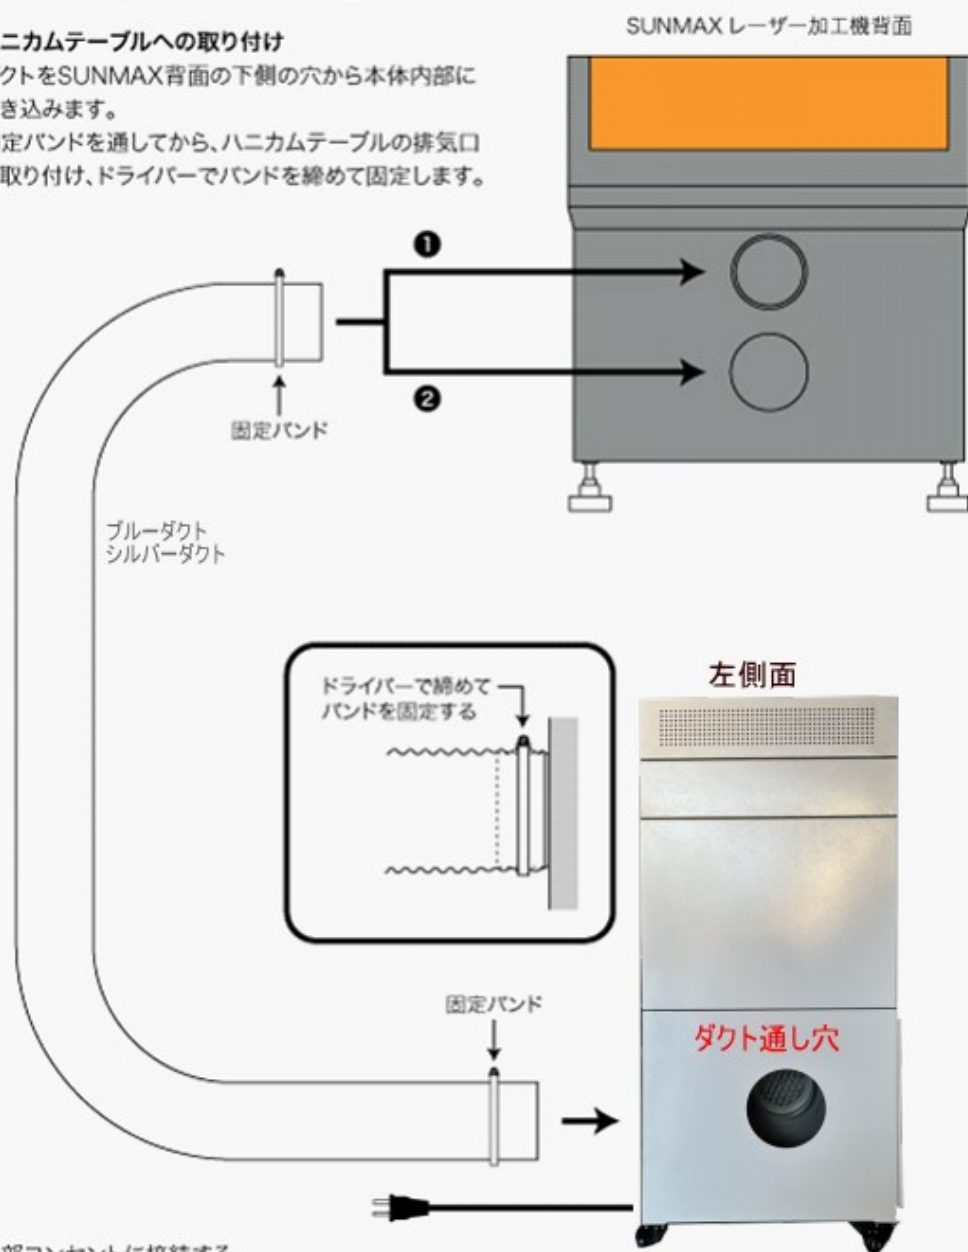 ニカムテーブルへの取り付け
クトをSUNMAX背面の下側の穴から本体内部に
き込みます。
定バンドを通してから、ハニカムテーブルの排気口
取り付け、ドライバーでバンドを締めて固定します。
SUNMAXレーザー加工機背面
❶
❷
固定バンド
ブルーダクト
シルバーダクト
ドライバーで締めて
バンドを固定する
左側面
固定バンド
ダクト通し穴